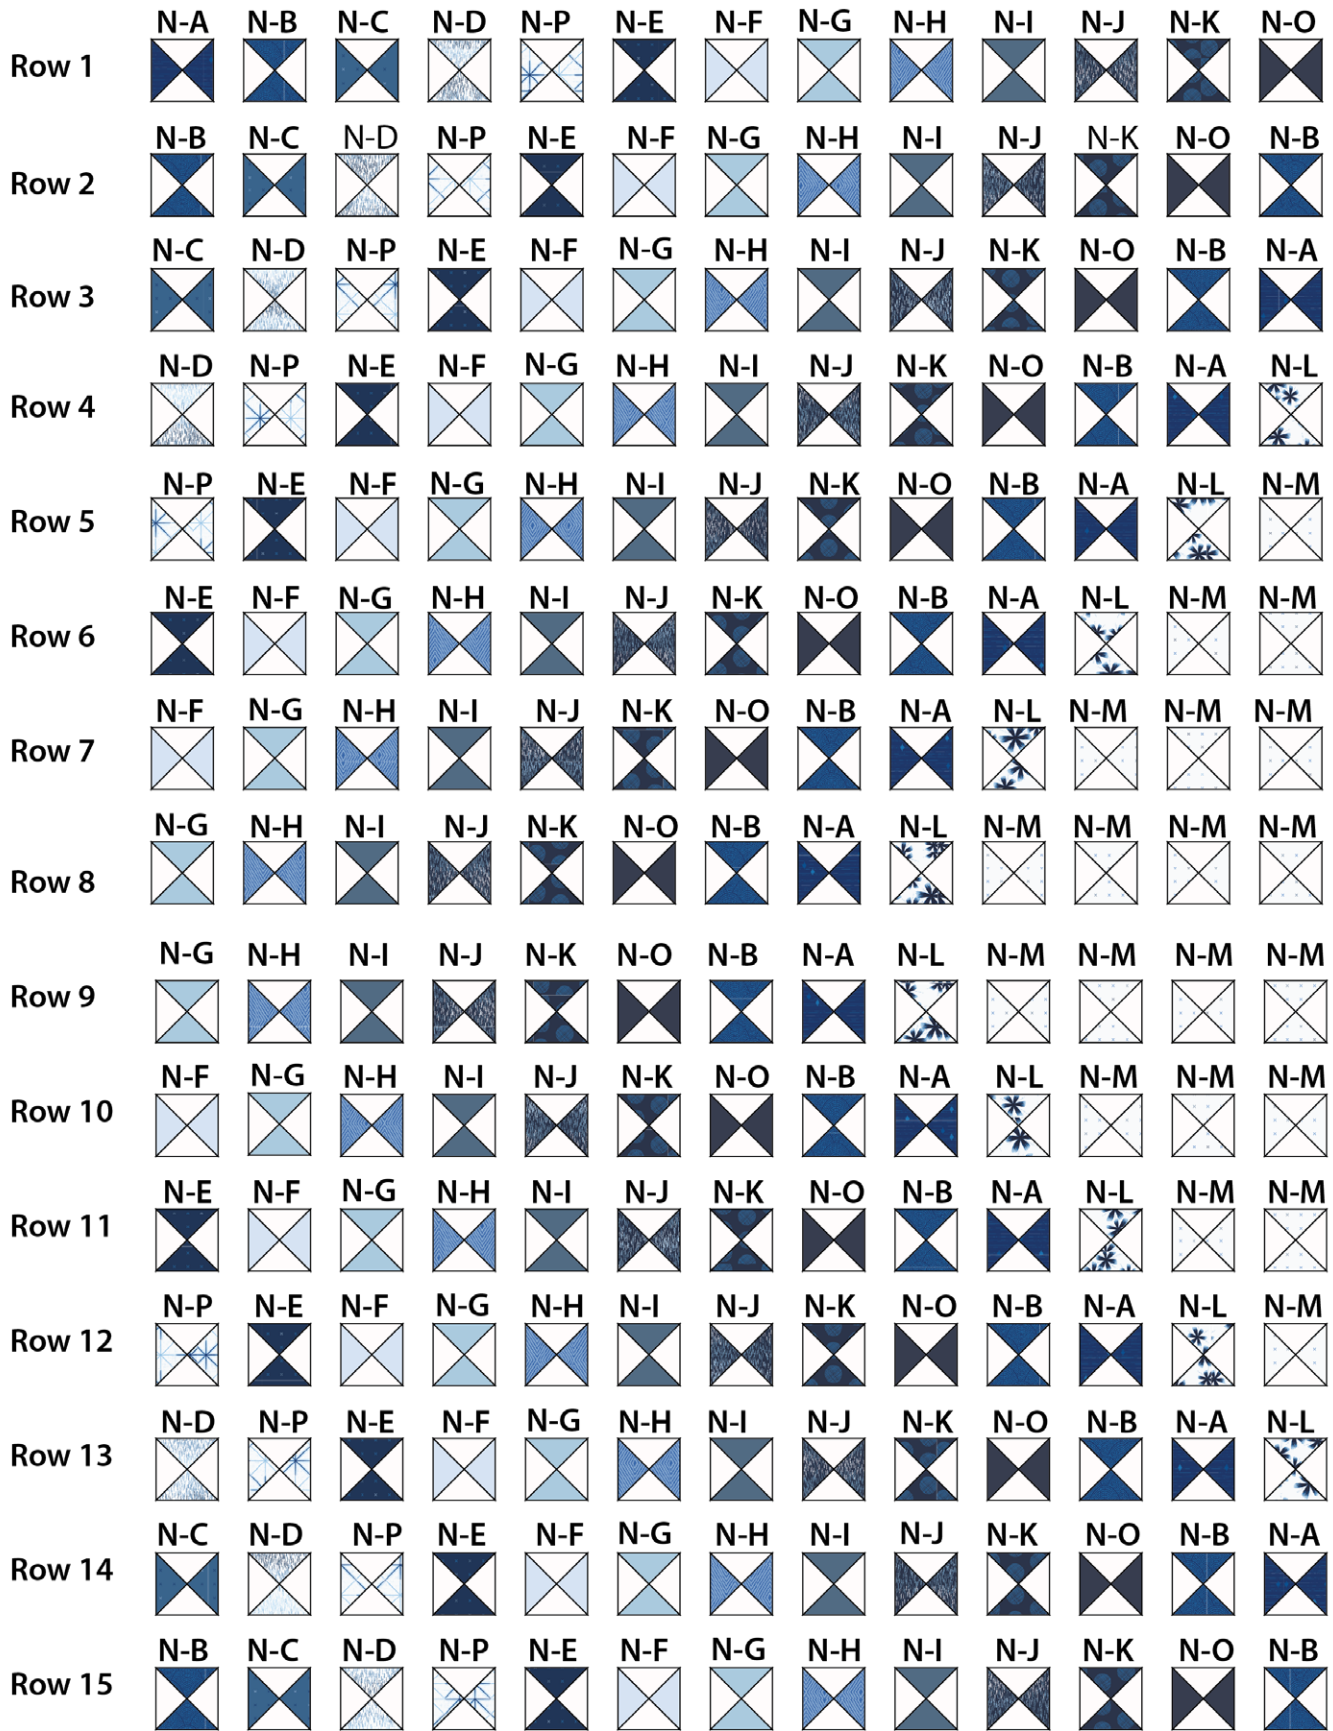 N-A N-B N-C N-D N-P N-E N-F N-G N-H N-I N-J N-K N-O
Row 1
N-B N-C N-D N-P N-E N-F N-G N-H N-I N-J N-K N-O N-B
Row 2
N-C N-D N-P N-E N-F N-G N-H N-I N-J N-K N-O N-B N-A
Row 3
N-D N-P N-E N-F N-G N-H N-I N-J N-K N-O N-B N-A N-L
Row 4
N-P N-E N-F N-G N-H N-I N-J N-K N-O N-B N-A N-L N-M
Row 5
N-E N-F N-G N-H N-I N-J N-K N-O N-B N-A N-L N-M N-M
Row 6
N-F N-G N-H N-I N-J N-K N-O N-B N-A N-L N-M N-M N-M
Row 7
N-G N-H N-I N-J N-K N-O N-B N-A N-L N-M N-M N-M N-M
Row 8
N-G N-H N-I N-J N-K N-O N-B N-A N-L N-M N-M N-M N-M
Row 9
N-F N-G N-H N-I N-J N-K N-O N-B N-A N-L N-M N-M N-M
Row 10
N-E N-F N-G N-H N-I N-J N-K N-O N-B N-A N-L N-M N-M
Row 11
N-P N-E N-F N-G N-H N-I N-J N-K N-O N-B N-A N-L N-M
Row 12
N-D N-P N-E N-F N-G N-H N-I N-J N-K N-O N-B N-A N-L
Row 13
N-C N-D N-P N-E N-F N-G N-H N-I N-J N-K N-O N-B N-A
Row 14
N-B N-C N-D N-P N-E N-F N-G N-H N-I N-J N-K N-O N-B
Row 15